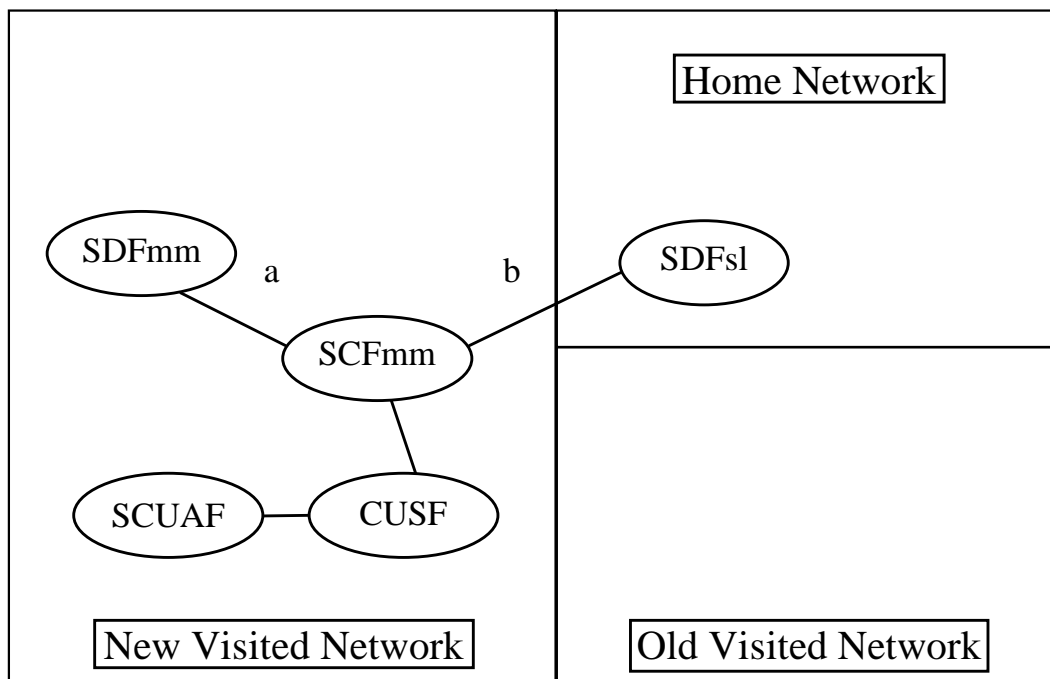 Home Network
SDFmm
a
b
SDFsl
SCFmm
SCUAF
CUSF
New Visited Network
Old Visited Network